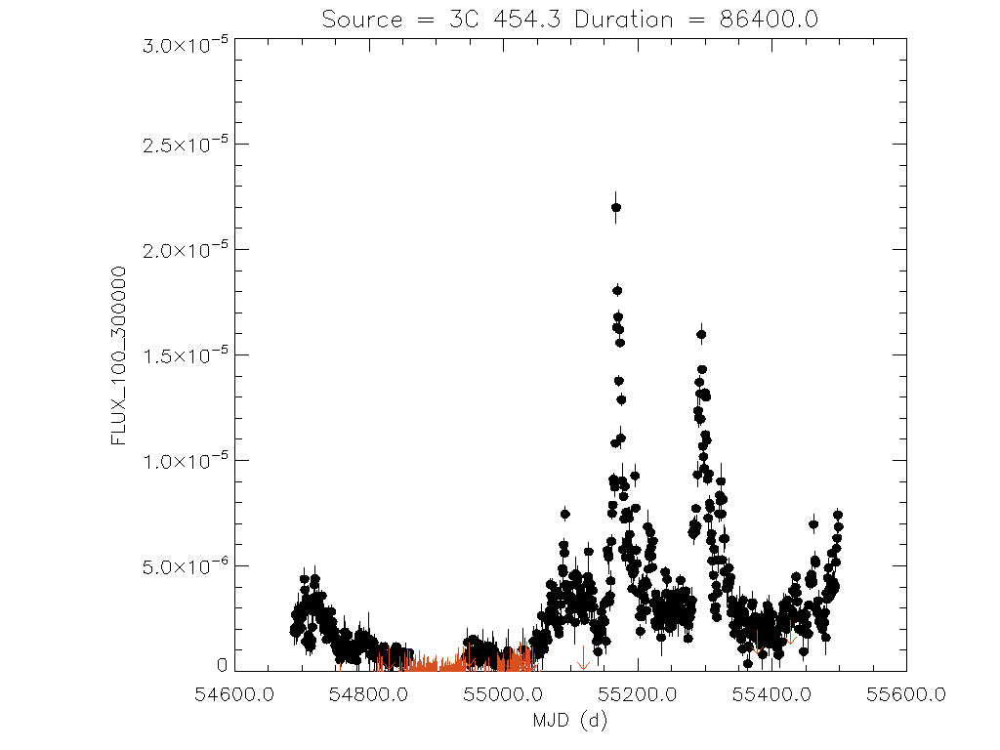 Source = 3C 454.3 Duration = 86400.0
3.0×10⁻⁵
2.5×10⁻⁵
2.0×10⁻⁵
1.5×10⁻⁵
1.0×10⁻⁵
5.0×10⁻⁶
0
FLUX_100_300000
54600.0 54800.0 55000.0 55200.0 55400.0 55600.0
MJD (d)